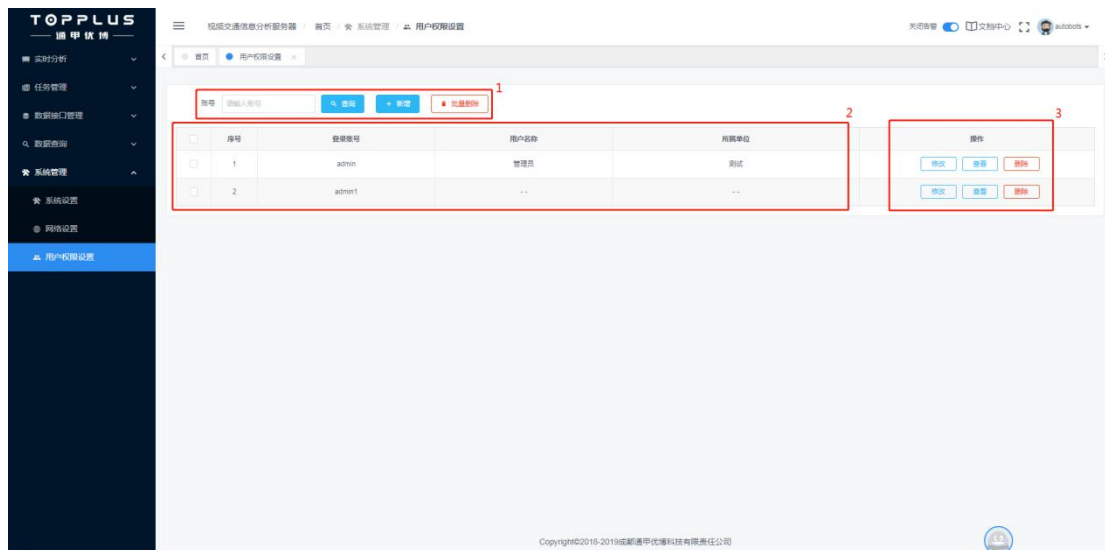 TOPPLUS
通甲优博
视频交通信息分析服务器 / 首页 / 系统管理 / 用户权限设置
关闭告警 文档中心 autobots
实时分析
首页 用户权限设置 ×
任务管理
数据接口管理
数据查询
系统管理
系统设置
网络设置
用户权限设置
1
账号 请输入账号 查询 + 新增 批量删除
2 3
序号 登录账号 用户名称 所属单位 操作
1 admin 管理员 测试 修改 查看 删除
2 admin1 - - - - 修改 查看 删除
Copyright©2018-2019成都通甲优博科技有限责任公司